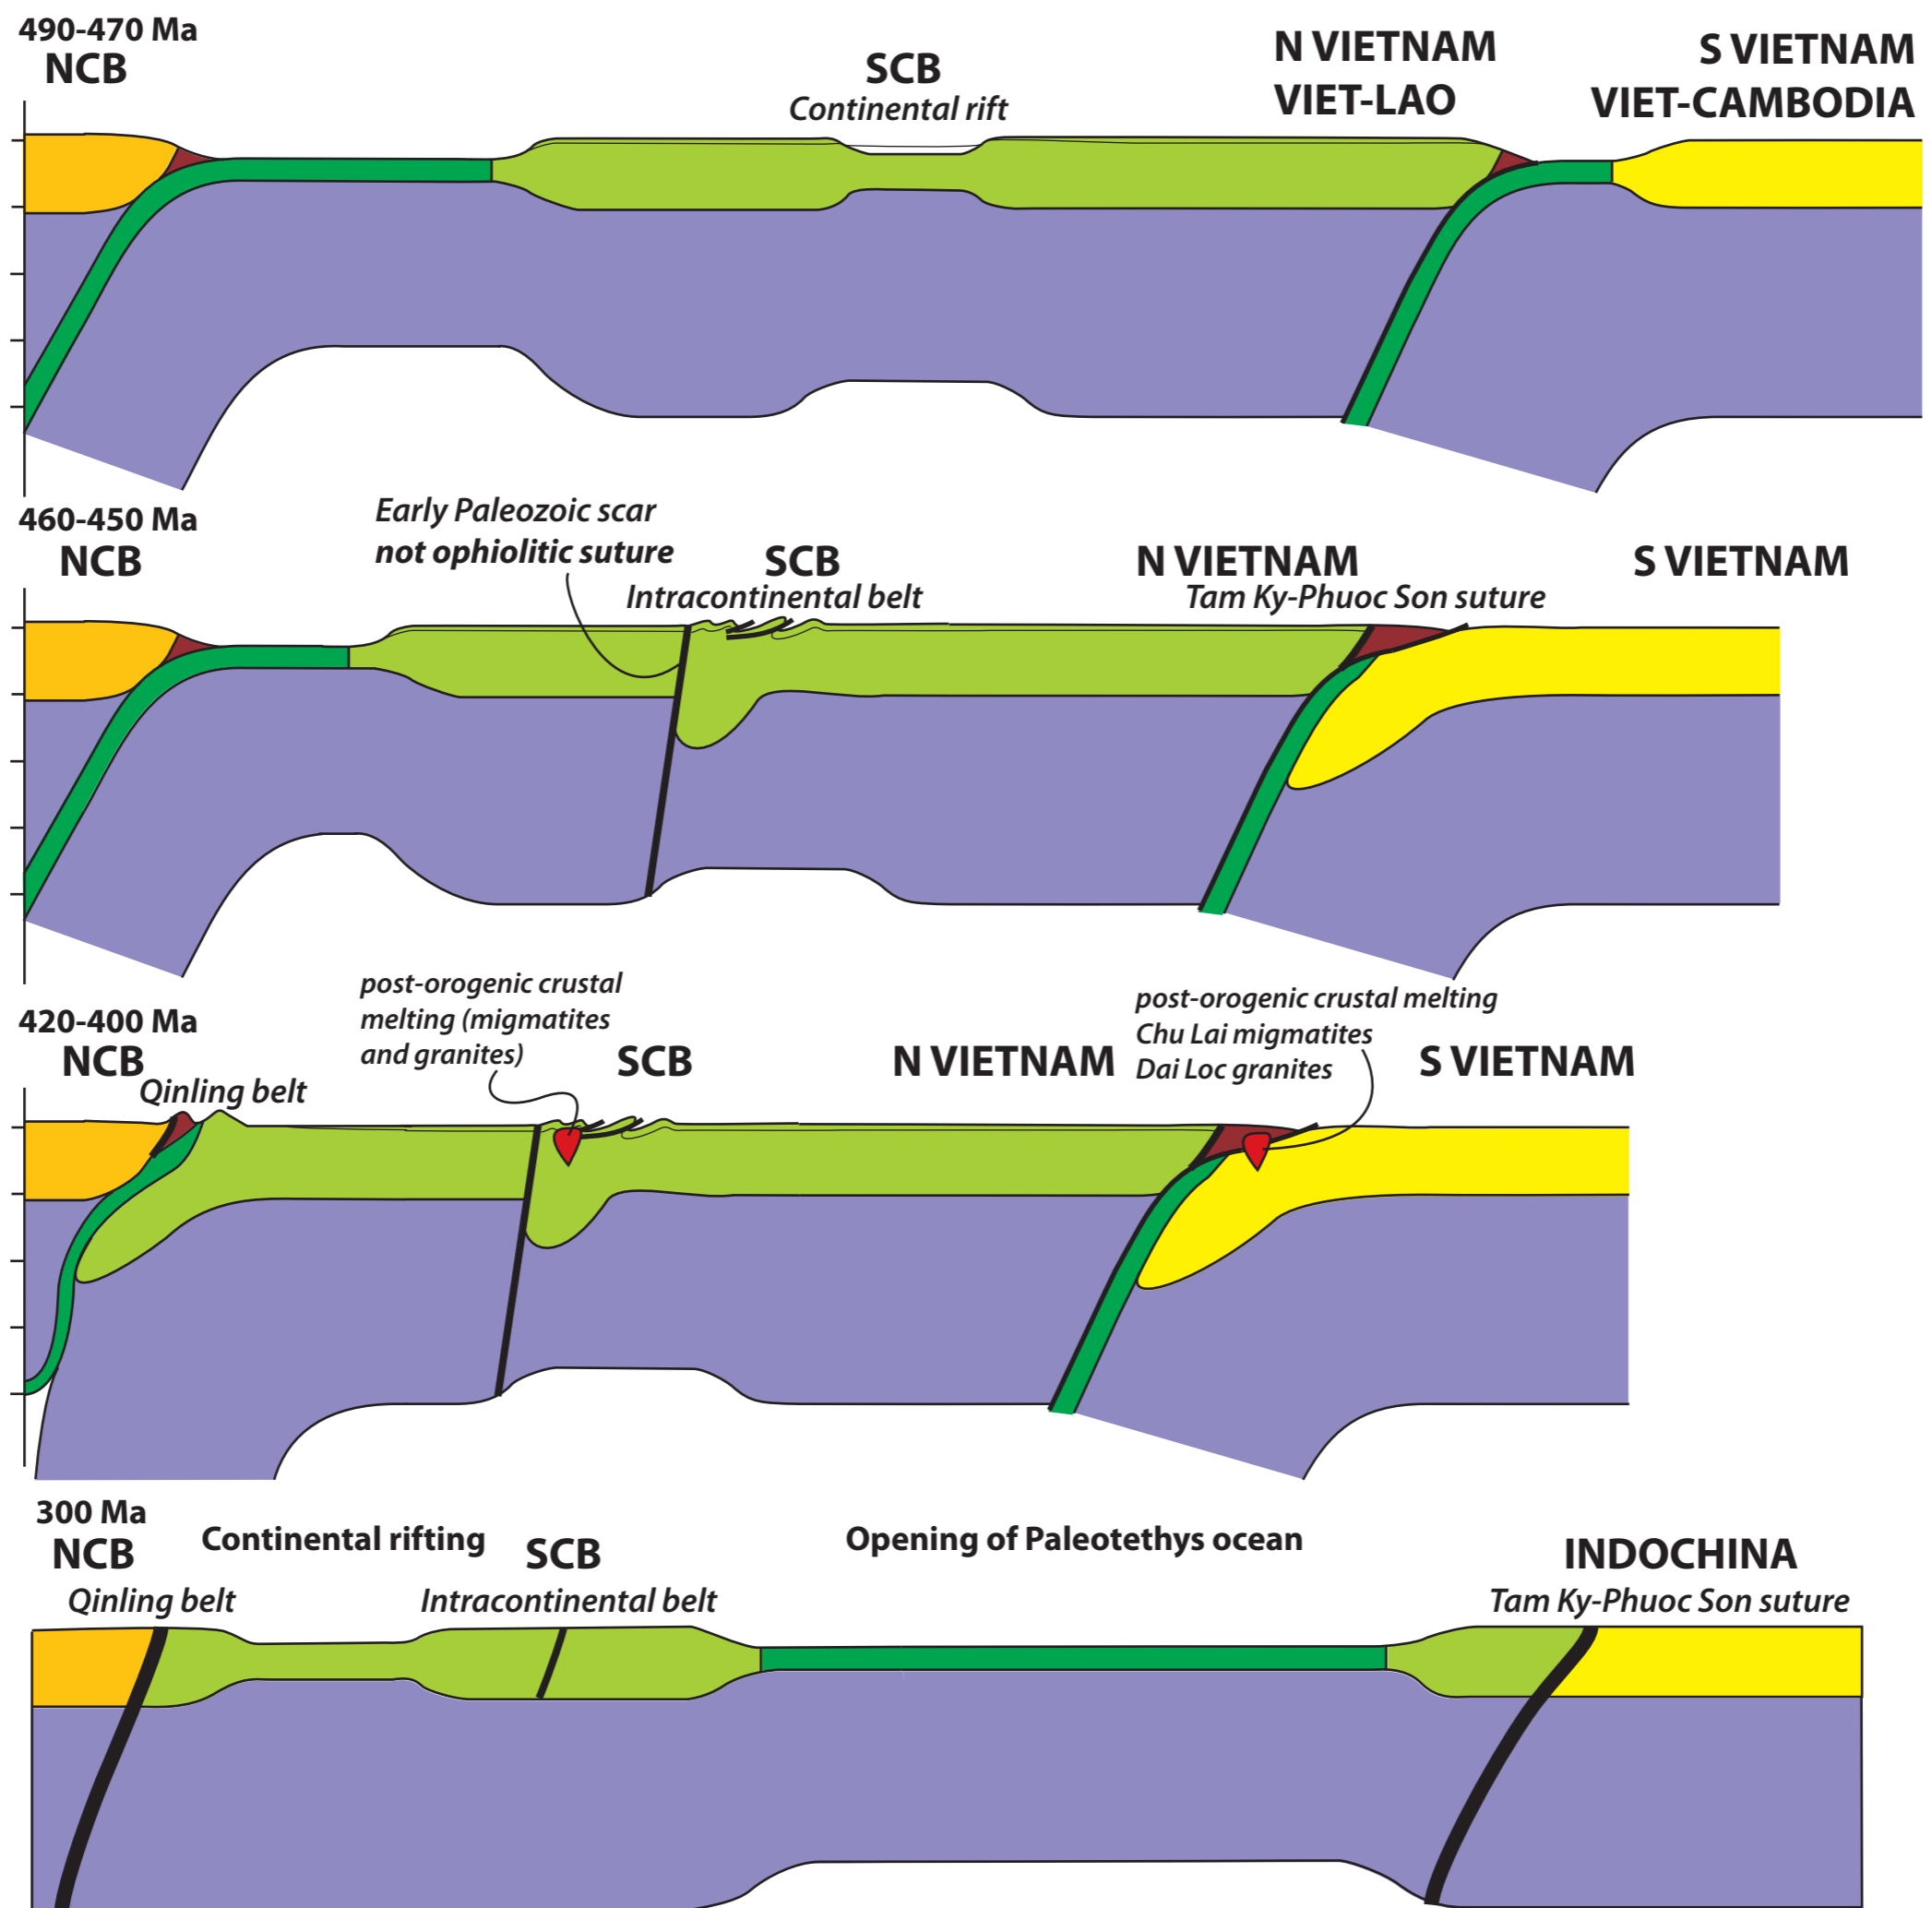 490-470 Ma
NCB
SCB
Continental rift
N VIETNAM
VIET-LAO
S VIETNAM
VIET-CAMBODIA
460-450 Ma
NCB
Early Paleozoic scar
not ophiolitic suture
SCB
Intracontinental belt
N VIETNAM
Tam Ky-Phuoc Son suture
S VIETNAM
420-400 Ma
NCB
Qinling belt
post-orogenic crustal
melting (migmatites
and granites)
SCB
N VIETNAM
post-orogenic crustal melting
Chu Lai migmatites
Dai Loc granites
S VIETNAM
300 Ma
NCB
Qinling belt
Continental rifting
SCB
Intracontinental belt
Opening of Paleotethys ocean
INDOCHINA
Tam Ky-Phuoc Son suture